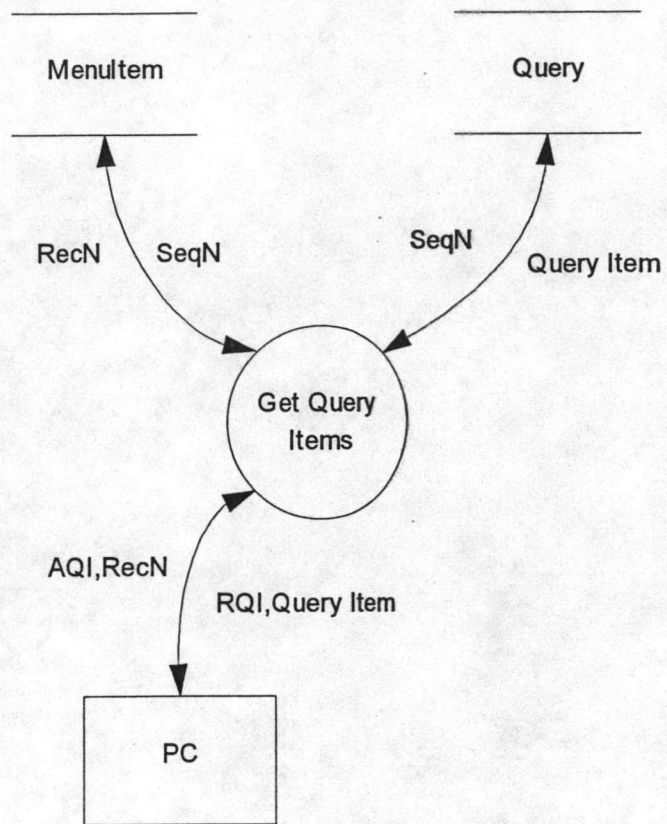 MenuItem
Query
RecN
SeqN
SeqN
Query Item
Get Query
Items
AQI,RecN
RQI,Query Item
PC